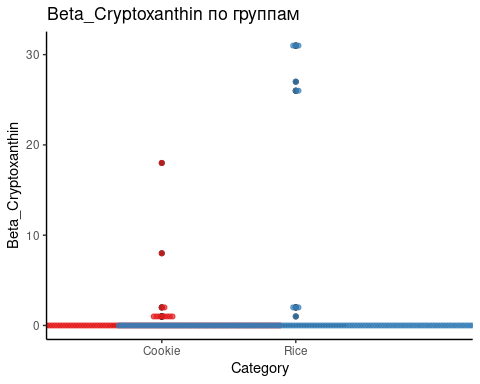 Beta_Cryptoxanthin по группам
Beta_Cryptoxanthin
30
20
10
0
Cookie Rice
Category